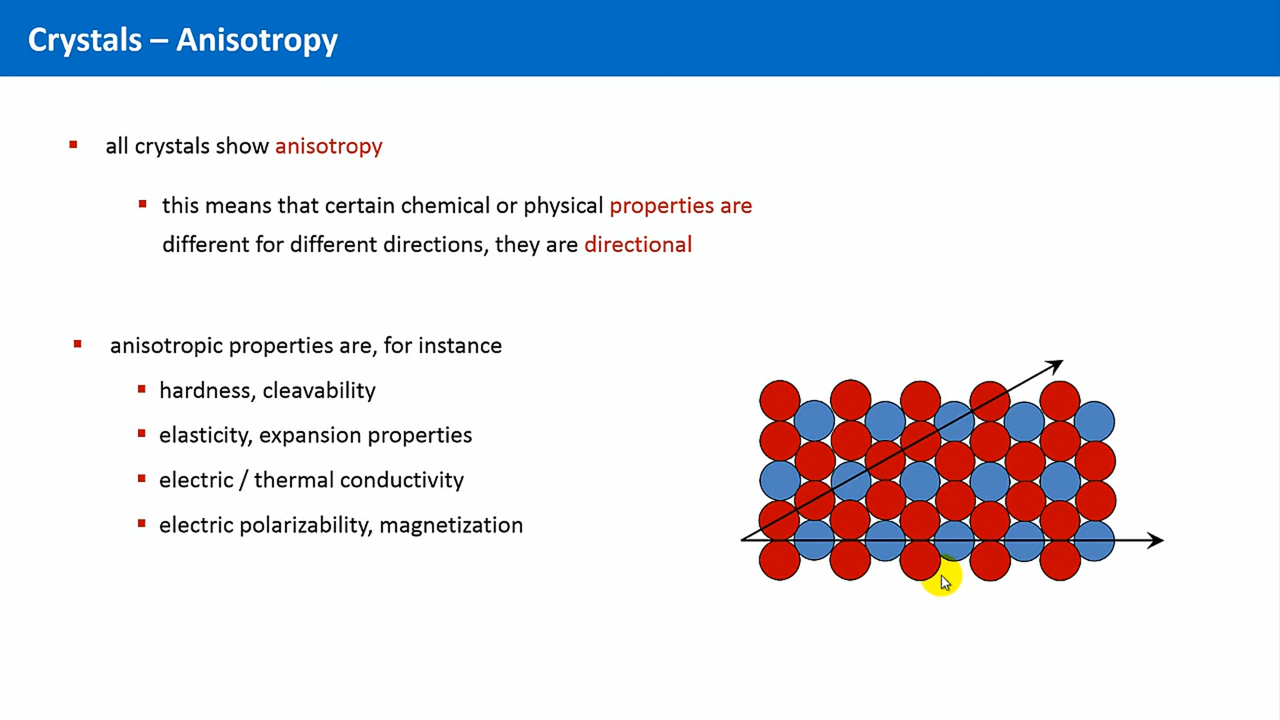 Crystals – Anisotropy
all crystals show anisotropy
this means that certain chemical or physical properties are
different for different directions, they are directional
anisotropic properties are, for instance
hardness, cleavability
elasticity, expansion properties
electric / thermal conductivity
electric polarizability, magnetization